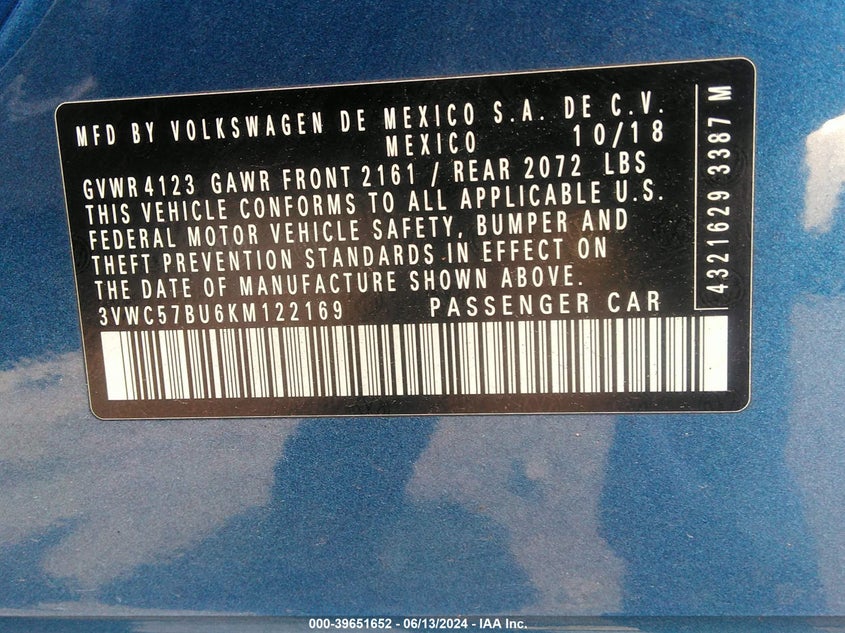 MFD BY VOLKSWAGEN DE MEXICO S.A. DE C.V.
MEXICO 10/18
GVWR 4123 GAWR FRONT 2161 / REAR 2072 LBS
THIS VEHICLE CONFORMS TO ALL APPLICABLE U.S.
FEDERAL MOTOR VEHICLE SAFETY, BUMPER AND
THEFT PREVENTION STANDARDS IN EFFECT ON
THE DATE OF MANUFACTURE SHOWN ABOVE.
3VWC57BU6KM122169 PASSENGER CAR
4321629 3387 M
000-39651652 - 06/13/2024 - IAA Inc.